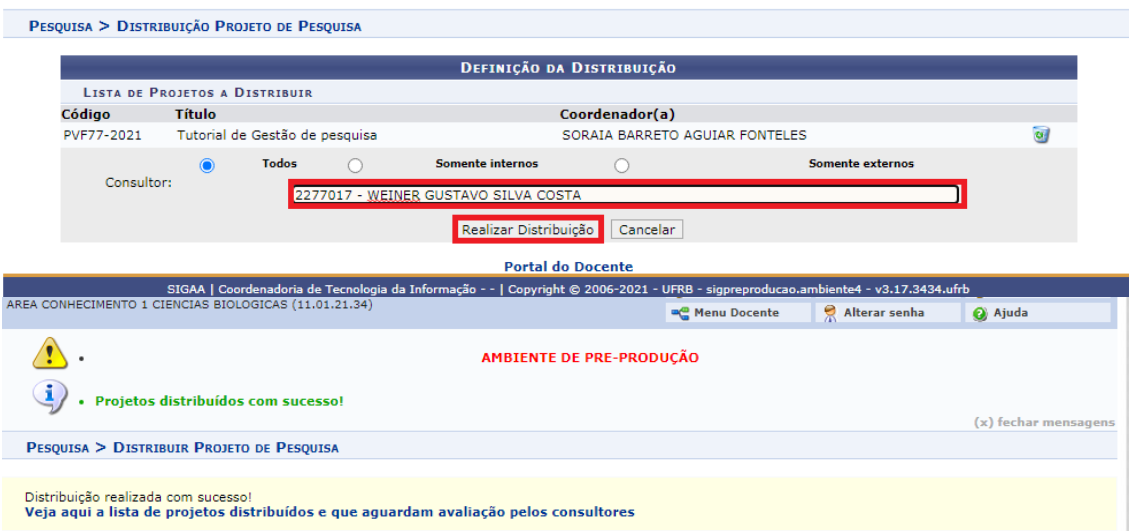 PESQUISA > DISTRIBUIÇÃO PROJETO DE PESQUISA
DEFINIÇÃO DA DISTRIBUIÇÃO
LISTA DE PROJETOS A DISTRIBUIR
Código Título Coordenador(a)
PVF77-2021 Tutorial de Gestão de pesquisa SORAIA BARRETO AGUIAR FONTELES
Todos Somente internos Somente externos
Consultor:
2277017 - WEINER GUSTAVO SILVA COSTA
Realizar Distribuição Cancelar
Portal do Docente
SIGAA | Coordenadoria de Tecnologia da Informação - - | Copyright © 2006-2021 - UFRB - sigpreproducao.ambiente4 - v3.17.3434.ufrb
AREA CONHECIMENTO 1 CIENCIAS BIOLOGICAS (11.01.21.34)
Menu Docente Alterar senha Ajuda
• AMBIENTE DE PRE-PRODUÇÃO
• Projetos distribuídos com sucesso!
(x) fechar mensagens
PESQUISA > DISTRIBUIR PROJETO DE PESQUISA
Distribuição realizada com sucesso!
Veja aqui a lista de projetos distribuídos e que aguardam avaliação pelos consultores